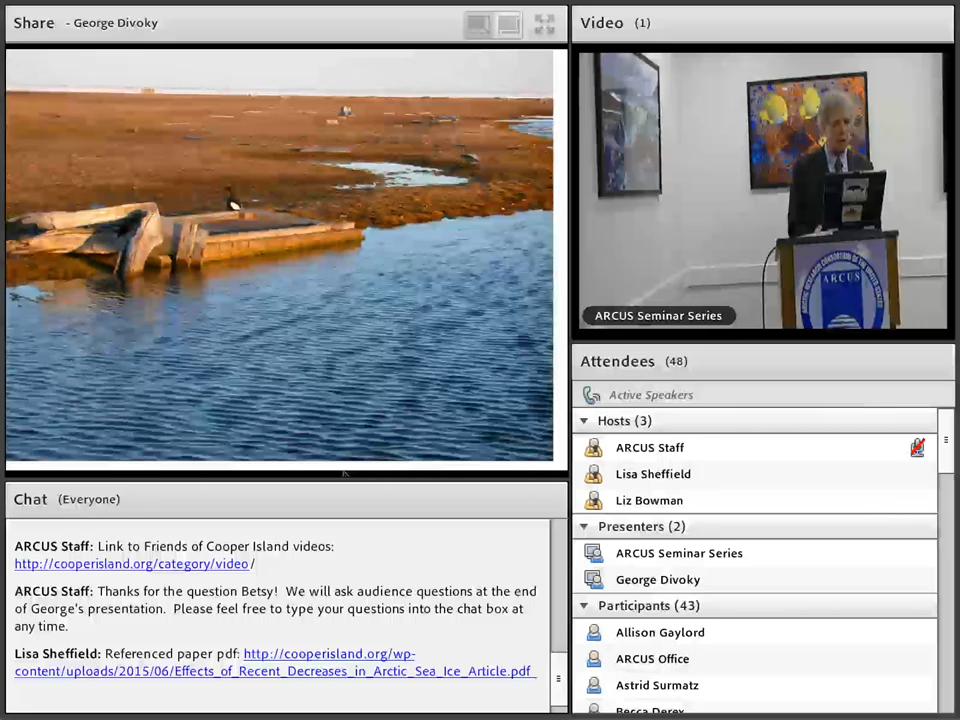 Share - George Divoky
Video (1)
ARCUS
ARCUS Seminar Series
Attendees (48)
Active Speakers
Hosts (3)
ARCUS Staff
Lisa Sheffield
Liz Bowman
Presenters (2)
ARCUS Seminar Series
George Divoky
Participants (43)
Allison Gaylord
ARCUS Office
Astrid Surmatz
Becca Derex
Chat (Everyone)
ARCUS Staff: Link to Friends of Cooper Island videos:
http://cooperisland.org/category/video/
ARCUS Staff: Thanks for the question Betsy! We will ask audience questions at the end
of George's presentation. Please feel free to type your questions into the chat box at
any time.
Lisa Sheffield: Referenced paper pdf: http://cooperisland.org/wp-
content/uploads/2015/06/Effects_of_Recent_Decreases_in_Arctic_Sea_Ice_Article.pdf